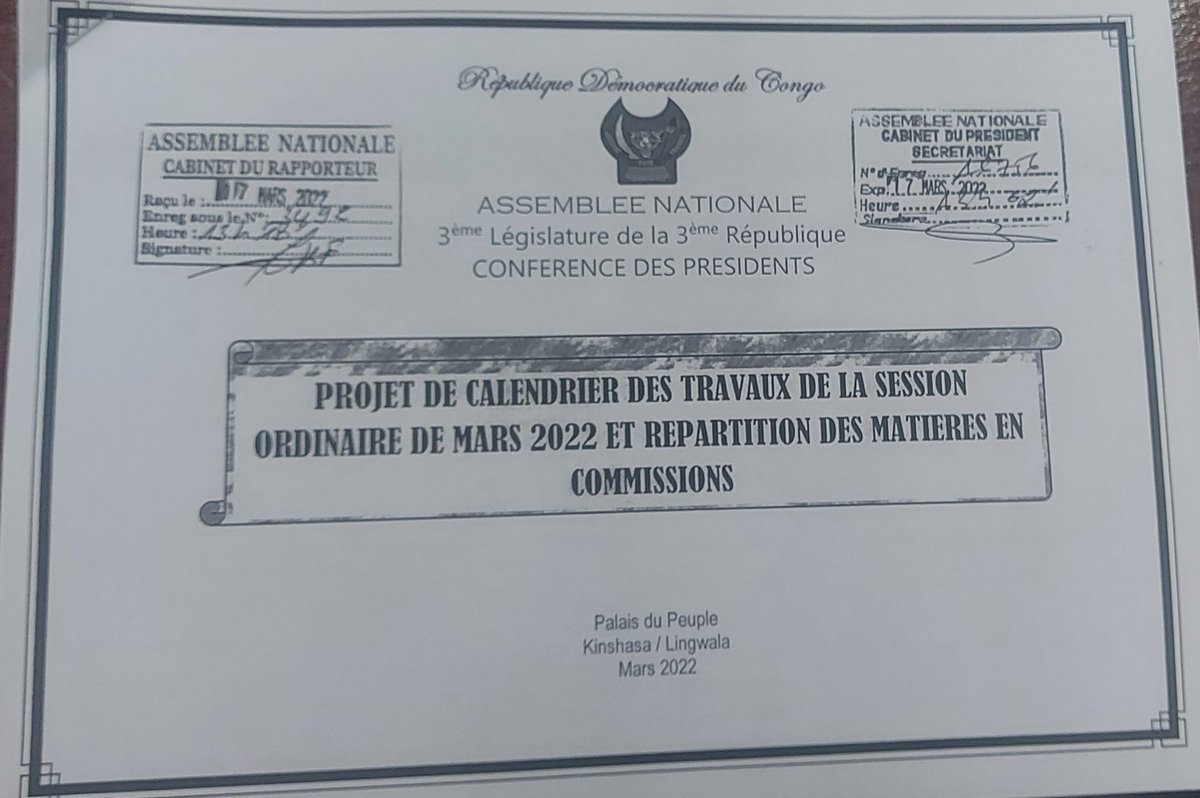 République Démocratique du Congo
ASSEMBLEE NATIONALE
CABINET DU RAPPORTEUR
Reçu le : 17 MARS 2022
Enreg sous le N° :
Heure :
Signature :
ASSEMBLEE NATIONALE
CABINET DU PRESIDENT
SECRETARIAT
N° d'Enreg
Exp. 17 MARS 2022
Heure
Signature
ASSEMBLEE NATIONALE
3ème Législature de la 3ème République
CONFERENCE DES PRESIDENTS
PROJET DE CALENDRIER DES TRAVAUX DE LA SESSION
ORDINAIRE DE MARS 2022 ET REPARTITION DES MATIERES EN
COMMISSIONS
Palais du Peuple
Kinshasa / Lingwala
Mars 2022